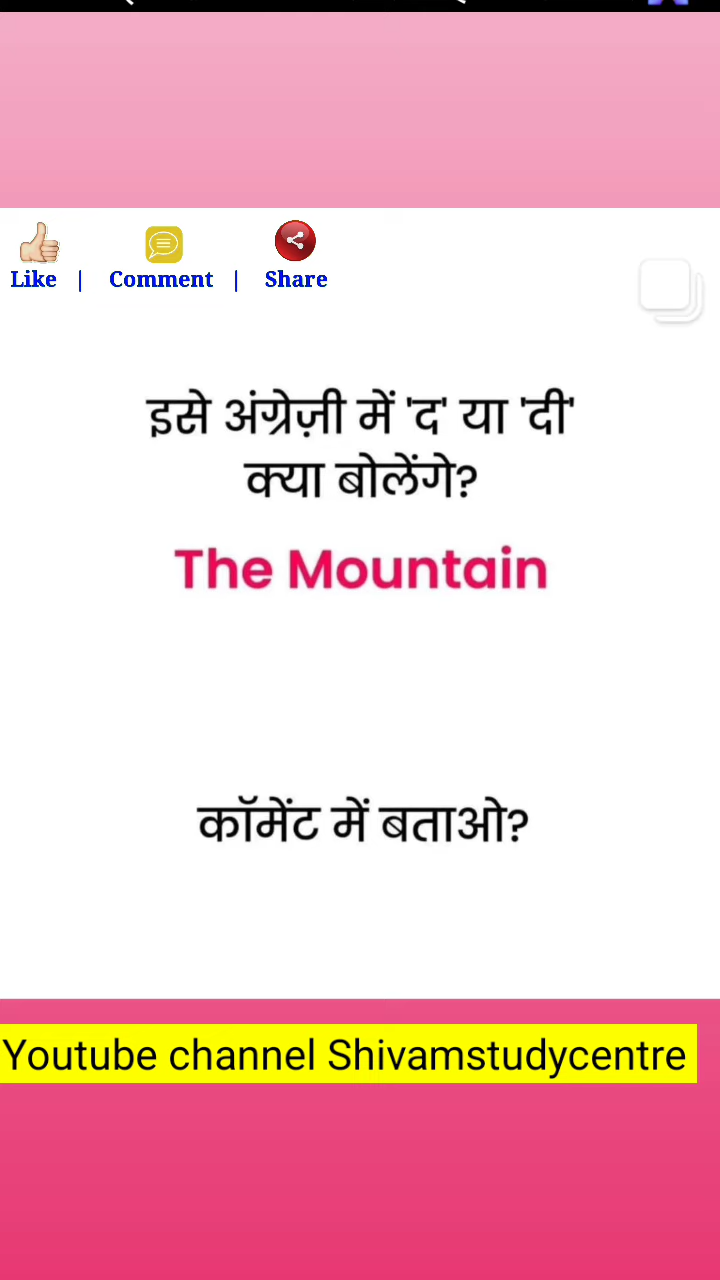 Like | Comment | Share
इसे अंग्रेज़ी में 'द' या 'दी'
क्या बोलेंगे?
The Mountain
कॉमेंट में बताओ?
Youtube channel Shivamstudycentre